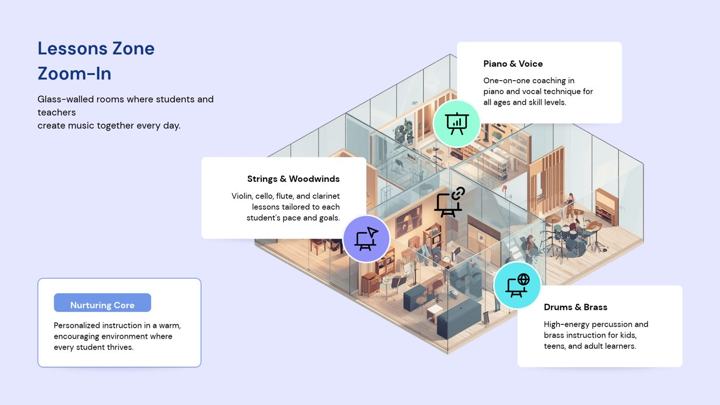 Lessons Zone
Zoom-In
Glass-walled rooms where students and
teachers
create music together every day.
Piano & Voice
One-on-one coaching in
piano and vocal technique for
all ages and skill levels.
Strings & Woodwinds
Violin, cello, flute, and clarinet
lessons tailored to each
student's pace and goals.
Nurturing Core
Personalized instruction in a warm,
encouraging environment where
every student thrives.
Drums & Brass
High-energy percussion and
brass instruction for kids,
teens, and adult learners.